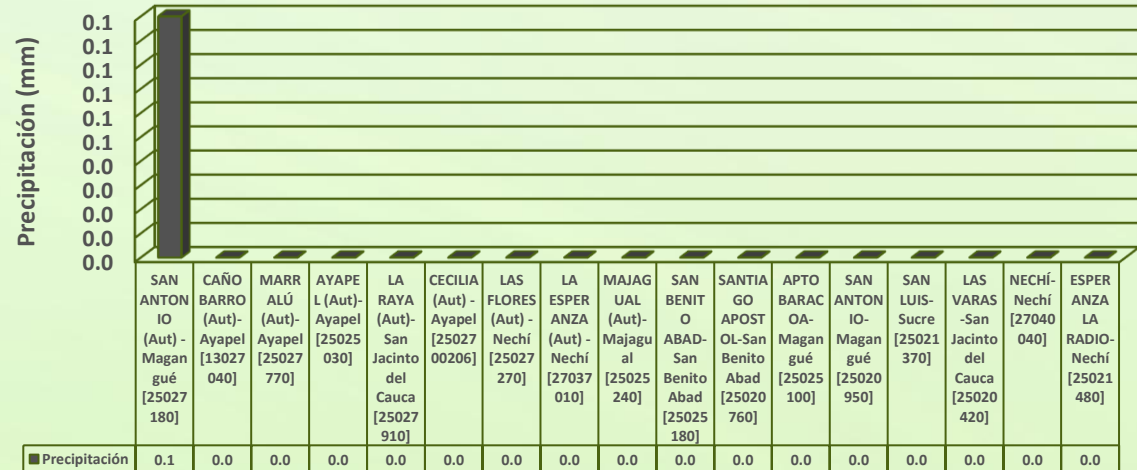 Precipitación (mm)
0.1
0.1
0.1
0.1
0.1
0.1
0.0
0.0
0.0
0.0
0.0
SAN
ANTON
IO
(Aut) -
Magan
gué
[25027
180]
CAÑO
BARRO
(Aut)-
Ayapel
[13027
040]
MARR
ALÚ
(Aut)-
Ayapel
[25027
770]
AYAPE
L (Aut)-
Ayapel
[25025
030]
LA
RAYA
(Aut)-
San
Jacinto
del
Cauca
[25027
910]
CECILIA
(Aut) -
Ayapel
[25027
00206]
LAS
FLORES
(Aut) -
Nechí
[25027
270]
LA
ESPER
ANZA
(Aut) -
Nechí
[27037
010]
MAJAG
UAL
(Aut)-
Majagu
al
[25025
240]
SAN
BENIT
O
ABAD-
San
Benito
Abad
[25025
180]
SANTIA
GO
APOST
OL-San
Benito
Abad
[25020
760]
APTO
BARAC
OA-
Magan
gué
[25025
100]
SAN
ANTON
IO-
Magan
gué
[25020
950]
SAN
LUIS-
Sucre
[25021
370]
LAS
VARAS
-San
Jacinto
del
Cauca
[25020
420]
NECHÍ-
Nechí
[27040
040]
ESPER
ANZA
LA
RADIO-
Nechí
[25021
480]
Precipitación 0.1 0.0 0.0 0.0 0.0 0.0 0.0 0.0 0.0 0.0 0.0 0.0 0.0 0.0 0.0 0.0 0.0